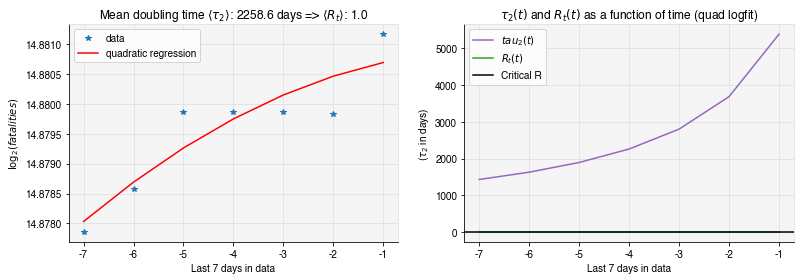 Mean doubling time ⟨τ₂⟩: 2258.6 days => ⟨Rₜ⟩: 1.0
data
quadratic regression
log₂(fatalities)
14.8810
14.8805
14.8800
14.8795
14.8790
14.8785
14.8780
-7 -6 -5 -4 -3 -2 -1
Last 7 days in data
τ₂(t) and Rₜ(t) as a function of time (quad logfit)
tau₂(t)
Rₜ(t)
Critical R
(τ₂ in days)
5000
4000
3000
2000
1000
0
-7 -6 -5 -4 -3 -2 -1
Last 7 days in data